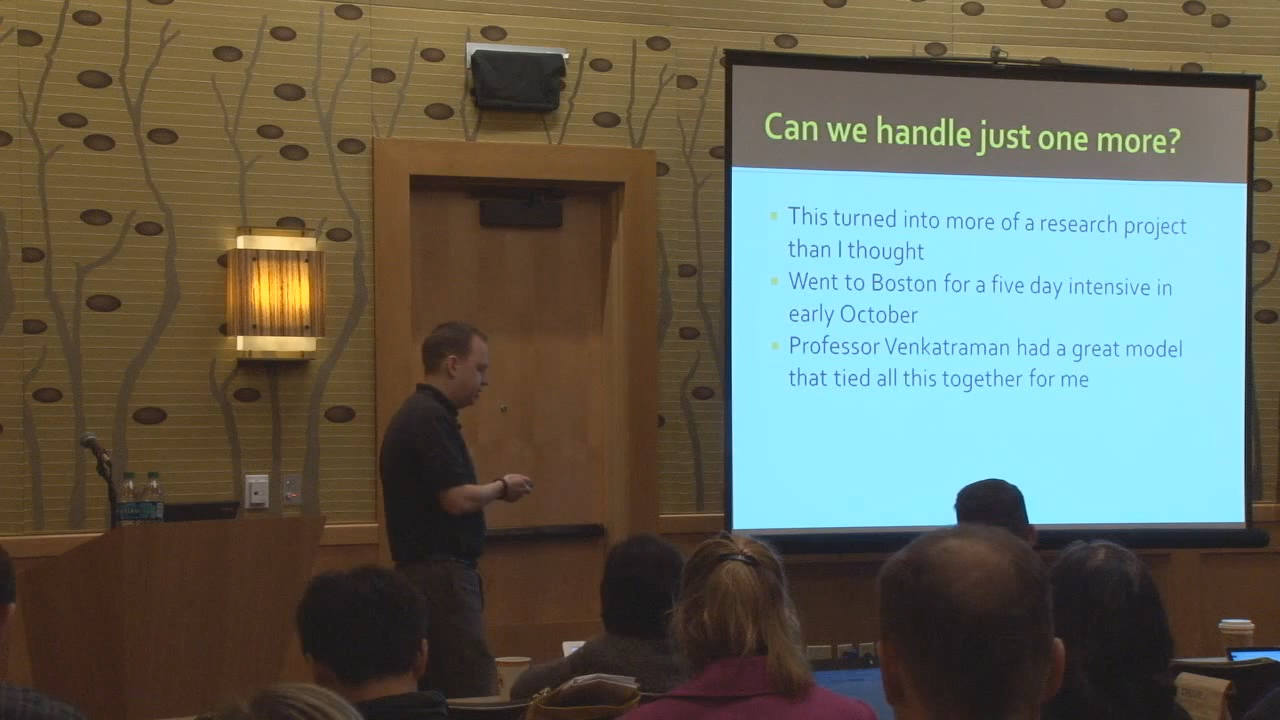 Can we handle just one more?
This turned into more of a research project
than I thought
Went to Boston for a five day intensive in
early October
Professor Venkatraman had a great model
that tied all this together for me